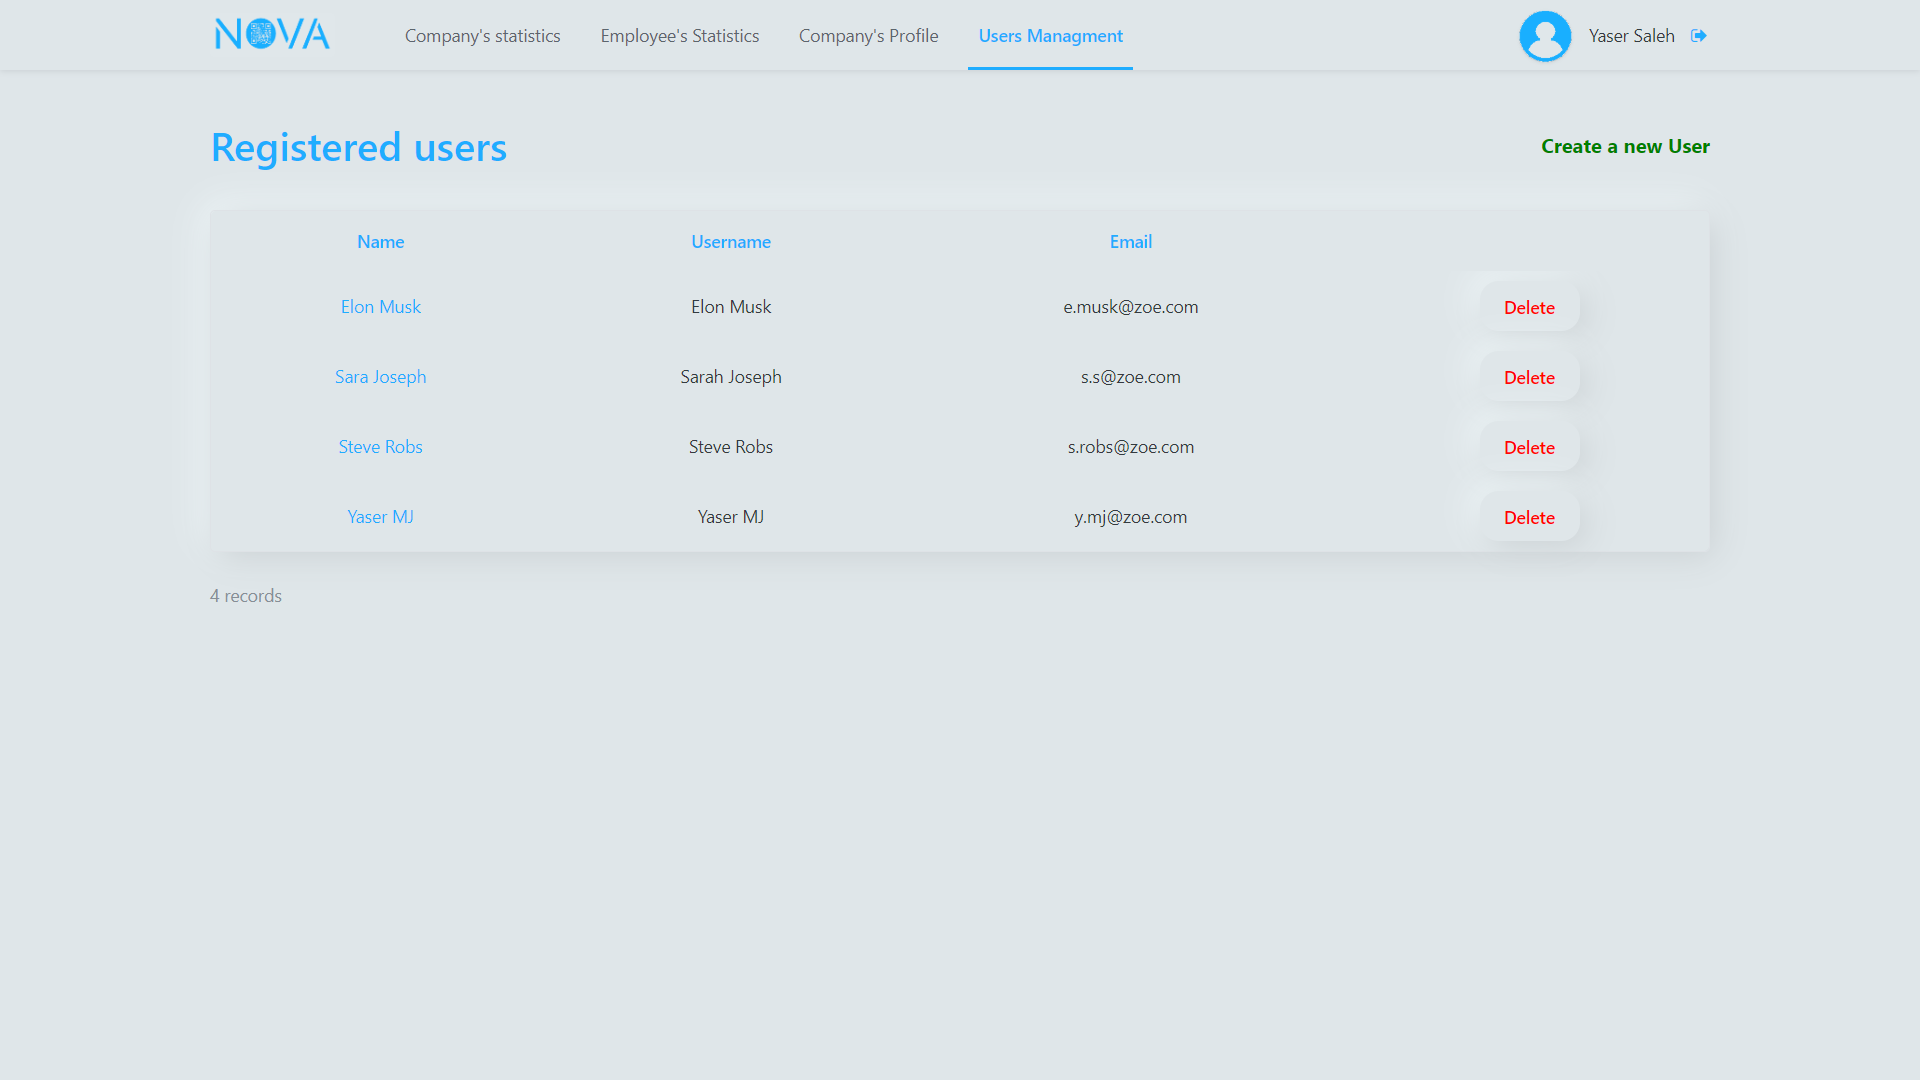 NOVA
Company's statistics
Employee's Statistics
Company's Profile
Users Managment
Yaser Saleh
Registered users
Create a new User
Name Username Email
Elon Musk Elon Musk e.musk@zoe.com Delete
Sara Joseph Sarah Joseph s.s@zoe.com Delete
Steve Robs Steve Robs s.robs@zoe.com Delete
Yaser MJ Yaser MJ y.mj@zoe.com Delete
4 records